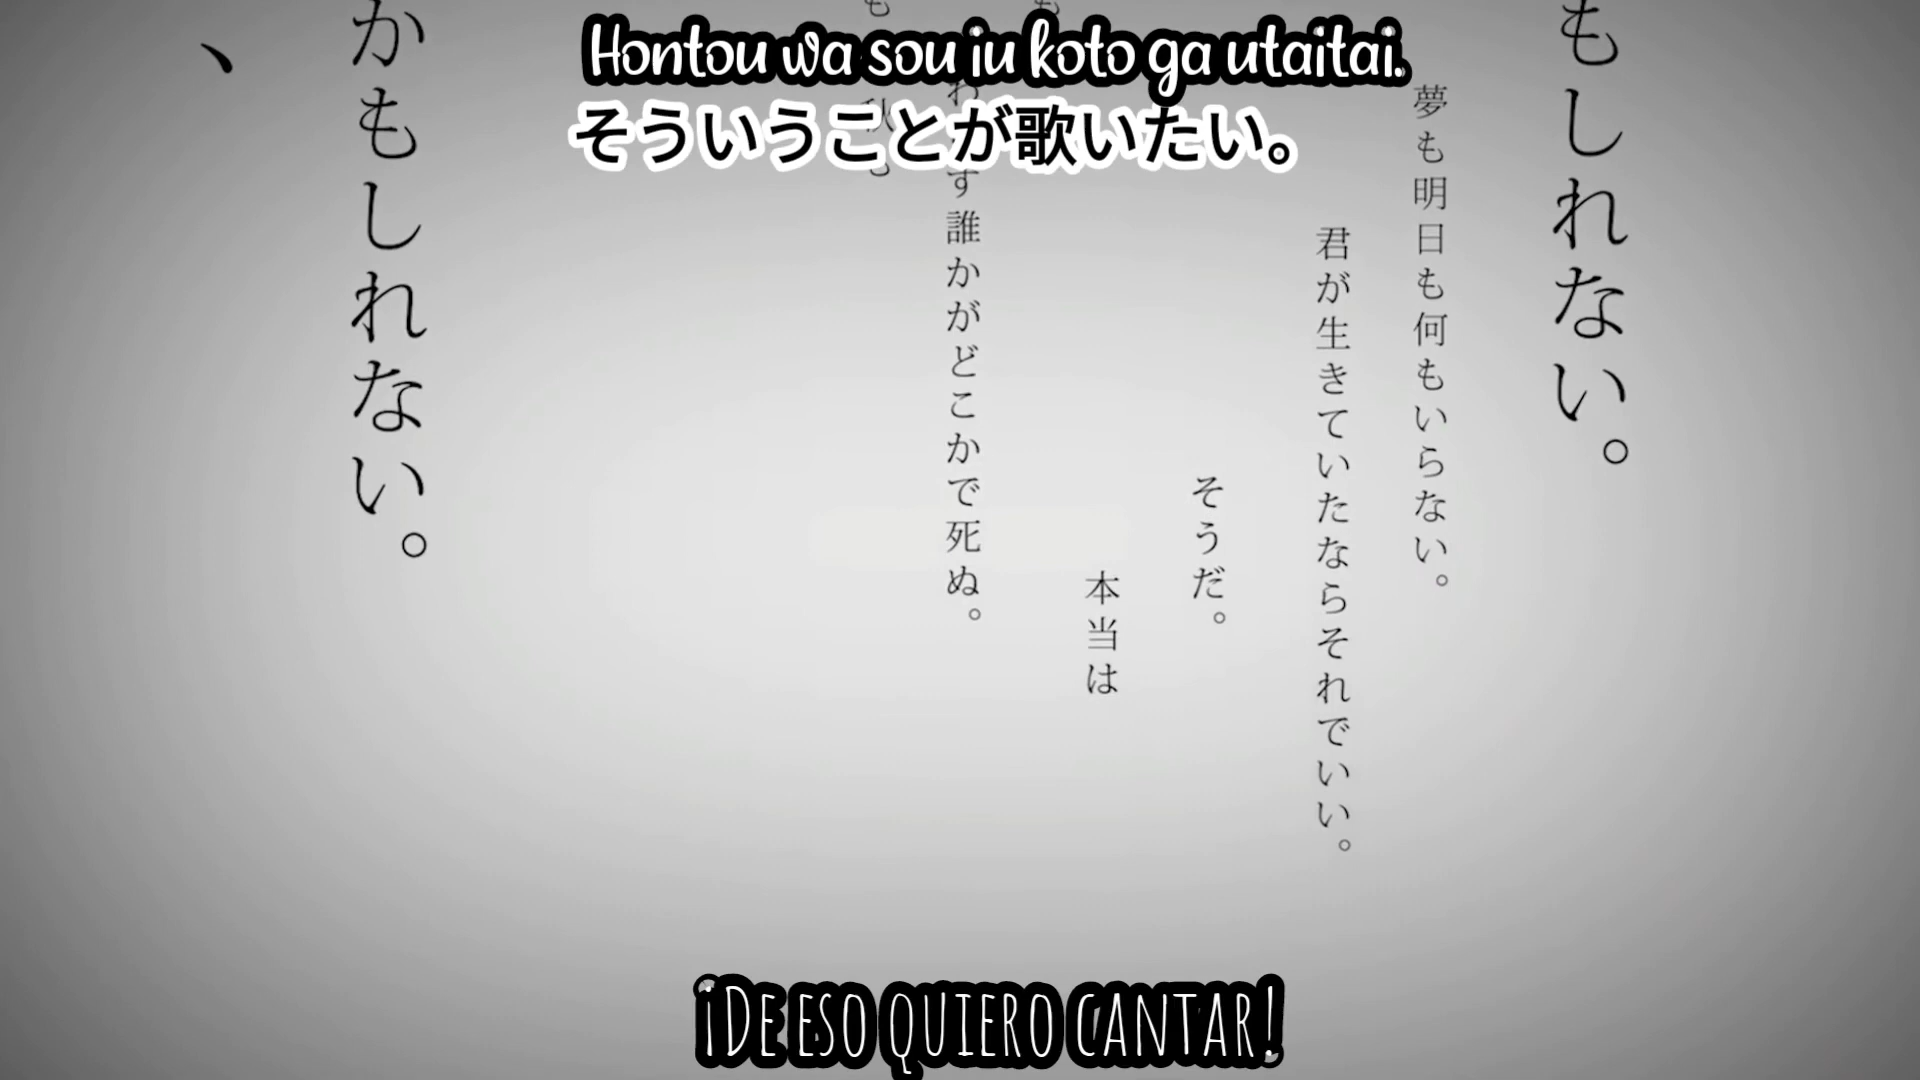 Hontou wa sou iu koto ga utaitai.
そういうことが歌いたい。
もしれない。
夢も明日も何もいらない。
君が生きていたならそれでいい。
そうだ。
本当は
す誰かがどこかで死ぬ。
かもしれない。
、
¡De eso quiero cantar!